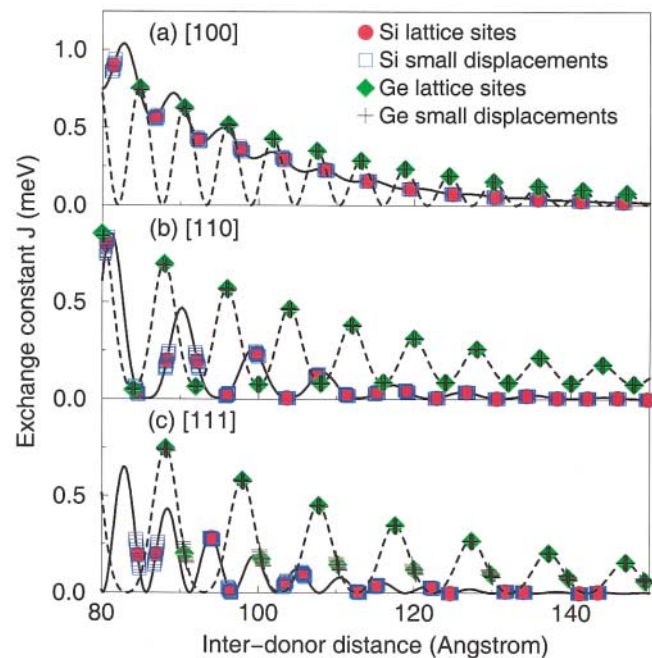 (a) [100]
Si lattice sites
Si small displacements
Ge lattice sites
Ge small displacements
1.0
0.5
0.0
(b) [110]
0.5
0.0
(c) [111]
0.5
0.0
Exchange constant J (meV)
80 100 120 140
Inter-donor distance (Angstrom)